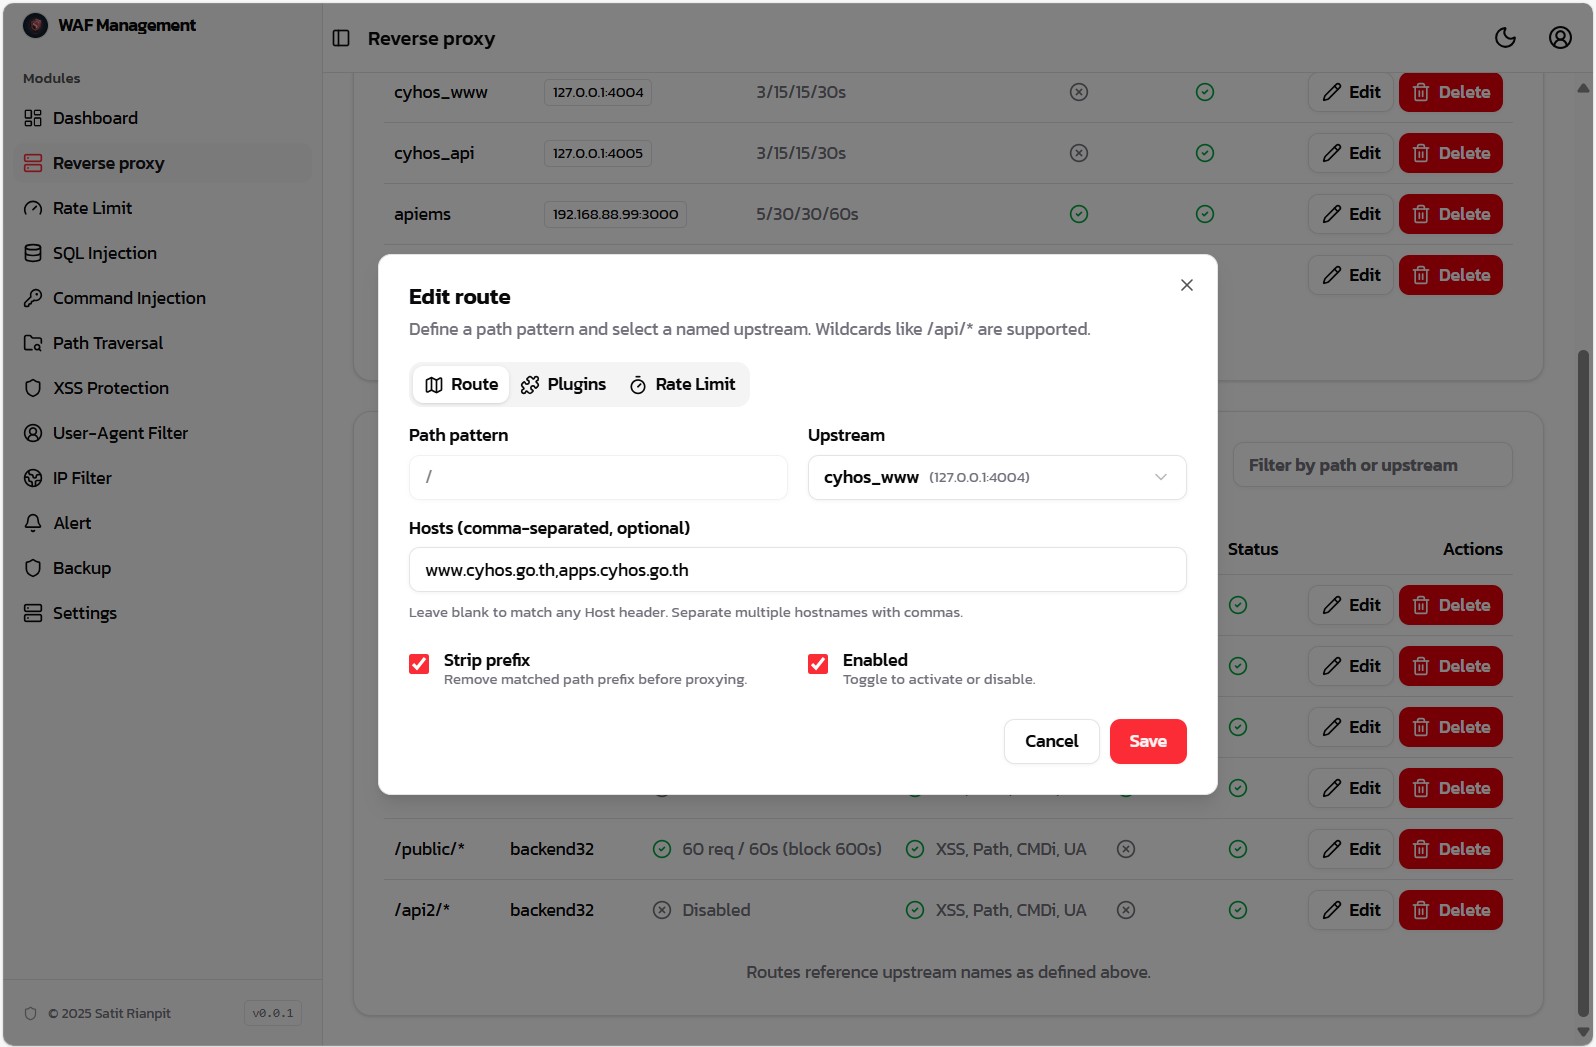 WAF Management
Modules
Dashboard
Reverse proxy
Rate Limit
SQL Injection
Command Injection
Path Traversal
XSS Protection
User-Agent Filter
IP Filter
Alert
Backup
Settings
© 2025 Satit Rianpit
v0.0.1
Reverse proxy
cyhos_www 127.0.0.1:4004 3/15/15/30s Edit Delete
cyhos_api 127.0.0.1:4005 3/15/15/30s Edit Delete
apiems 192.168.88.99:3000 5/30/30/60s Edit Delete
Edit Delete
Edit route
Define a path pattern and select a named upstream. Wildcards like /api/* are supported.
Route Plugins Rate Limit
Path pattern Upstream
/ cyhos_www (127.0.0.1:4004)
Hosts (comma-separated, optional)
www.cyhos.go.th,apps.cyhos.go.th
Leave blank to match any Host header. Separate multiple hostnames with commas.
Strip prefix Enabled
Remove matched path prefix before proxying. Toggle to activate or disable.
Cancel Save
Filter by path or upstream
Status Actions
Edit Delete
Edit Delete
Edit Delete
Edit Delete
/public/* backend32 60 req / 60s (block 600s) XSS, Path, CMDi, UA Edit Delete
/api2/* backend32 Disabled XSS, Path, CMDi, UA Edit Delete
Routes reference upstream names as defined above.